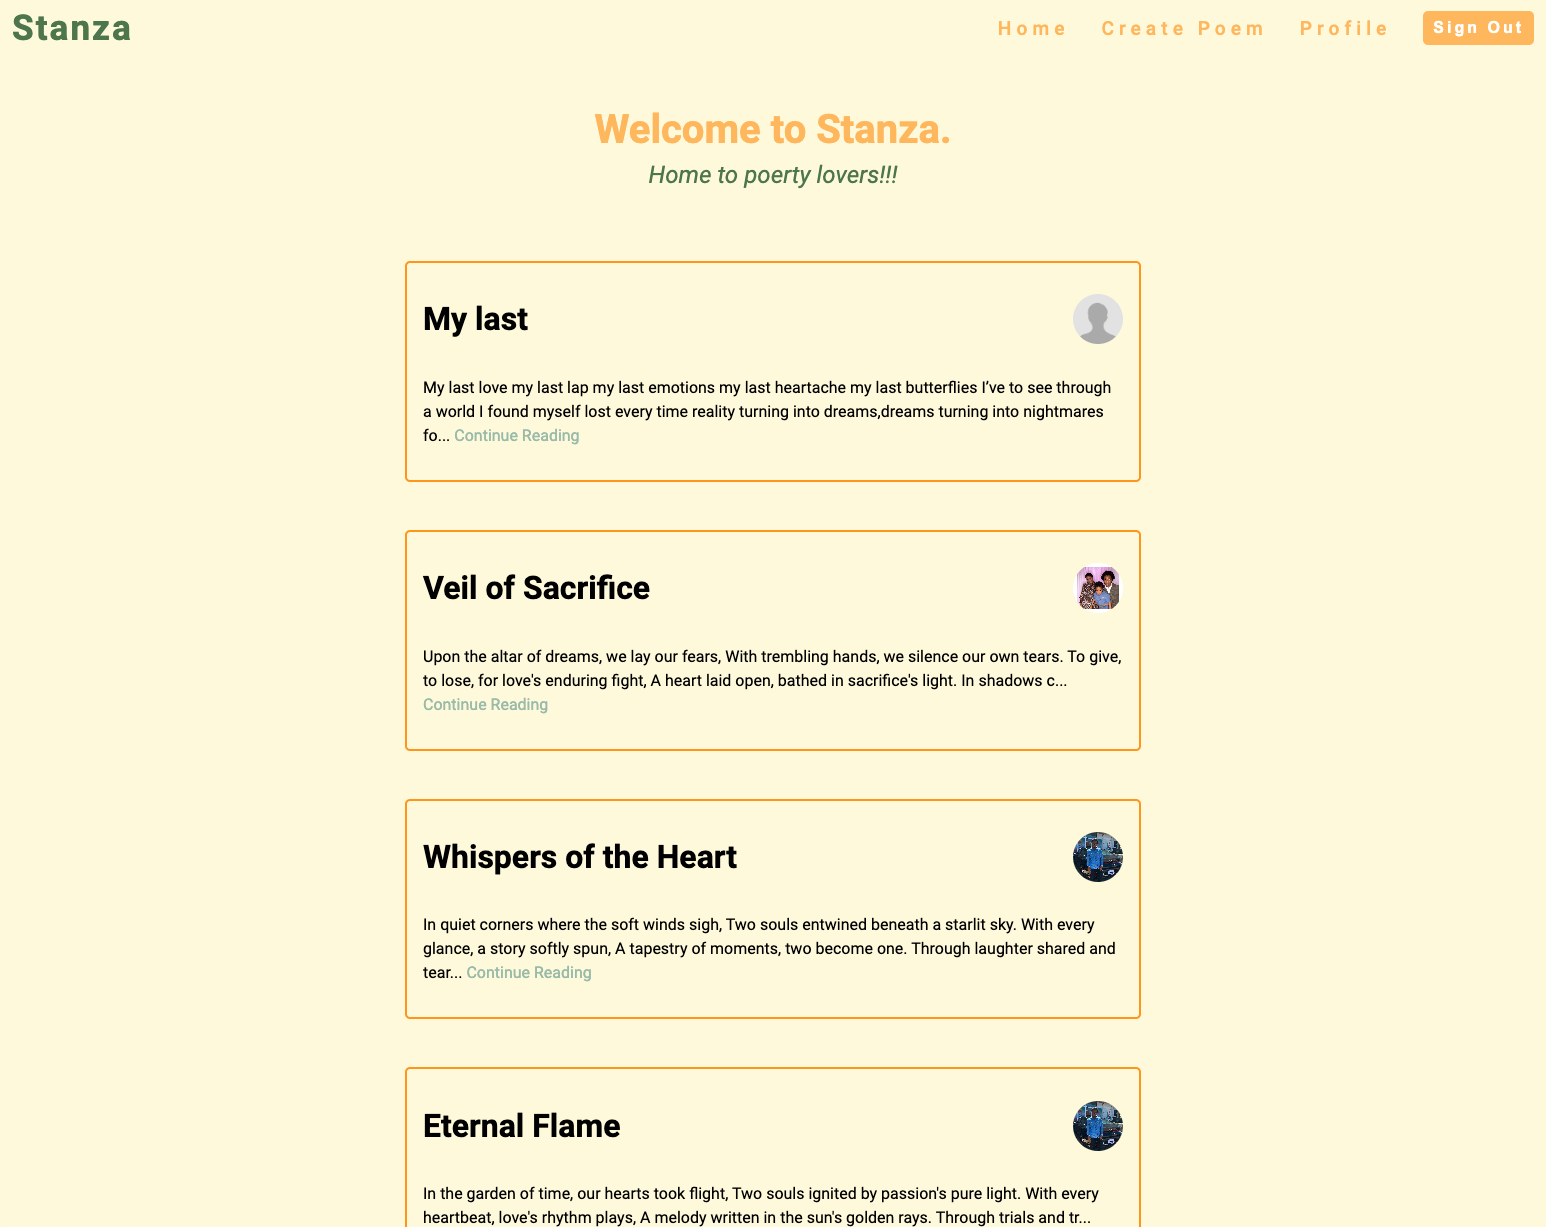 Stanza
Home Create Poem Profile Sign Out
Welcome to Stanza.
Home to poerty lovers!!!
My last
My last love my last lap my last emotions my last heartache my last butterflies I’ve to see through
a world I found myself lost every time reality turning into dreams,dreams turning into nightmares
fo... Continue Reading
Veil of Sacrifice
Upon the altar of dreams, we lay our fears, With trembling hands, we silence our own tears. To give,
to lose, for love's enduring fight, A heart laid open, bathed in sacrifice's light. In shadows c...
Continue Reading
Whispers of the Heart
In quiet corners where the soft winds sigh, Two souls entwined beneath a starlit sky. With every
glance, a story softly spun, A tapestry of moments, two become one. Through laughter shared and
tear... Continue Reading
Eternal Flame
In the garden of time, our hearts took flight, Two souls ignited by passion's pure light. With every
heartbeat, love's rhythm plays, A melody written in the sun's golden rays. Through trials and tr...